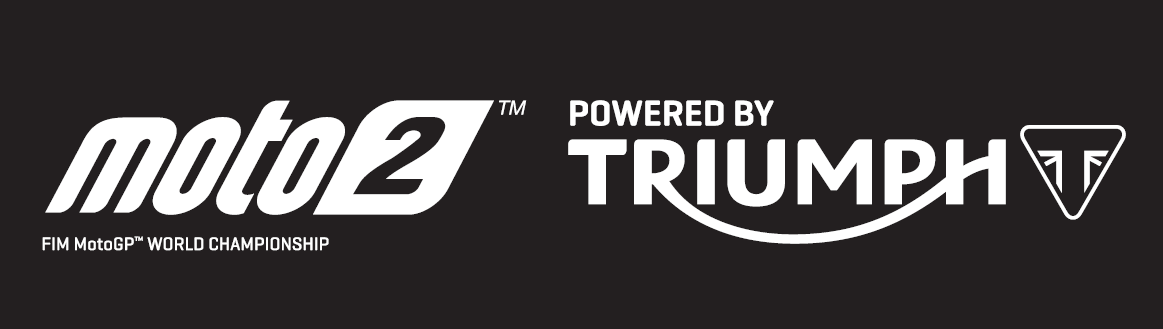 moto2™
FIM MotoGP™ WORLD CHAMPIONSHIP
POWERED BY
TRIUMPH